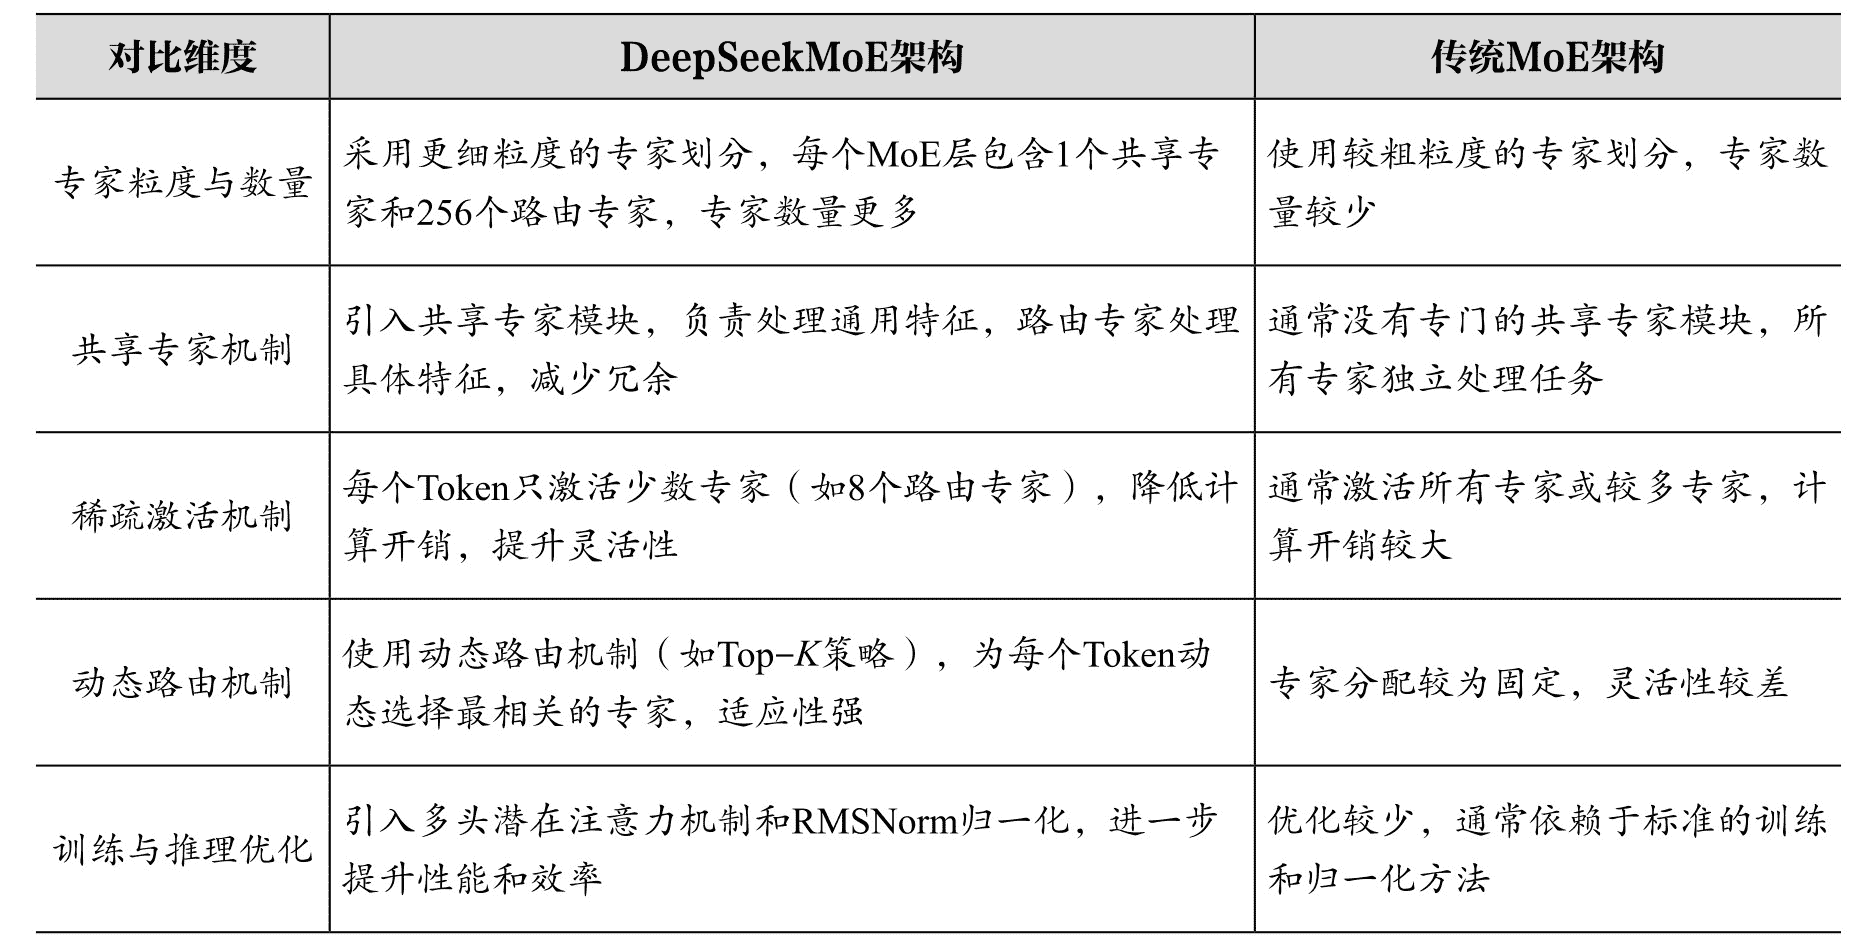 对比维度
DeepSeekMoE架构
传统MoE架构
专家粒度与数量
采用更细粒度的专家划分，每个MoE层包含1个共享专
家和256个路由专家，专家数量更多
使用较粗粒度的专家划分，专家数
量较少
共享专家机制
引入共享专家模块，负责处理通用特征，路由专家处理
具体特征，减少冗余
通常没有专门的共享专家模块，所
有专家独立处理任务
稀疏激活机制
每个Token只激活少数专家（如8个路由专家），降低计
算开销，提升灵活性
通常激活所有专家或较多专家，计
算开销较大
动态路由机制
使用动态路由机制（如Top-K策略），为每个Token动
态选择最相关的专家，适应性强
专家分配较为固定，灵活性较差
训练与推理优化
引入多头潜在注意力机制和RMSNorm归一化，进一步
提升性能和效率
优化较少，通常依赖于标准的训练
和归一化方法